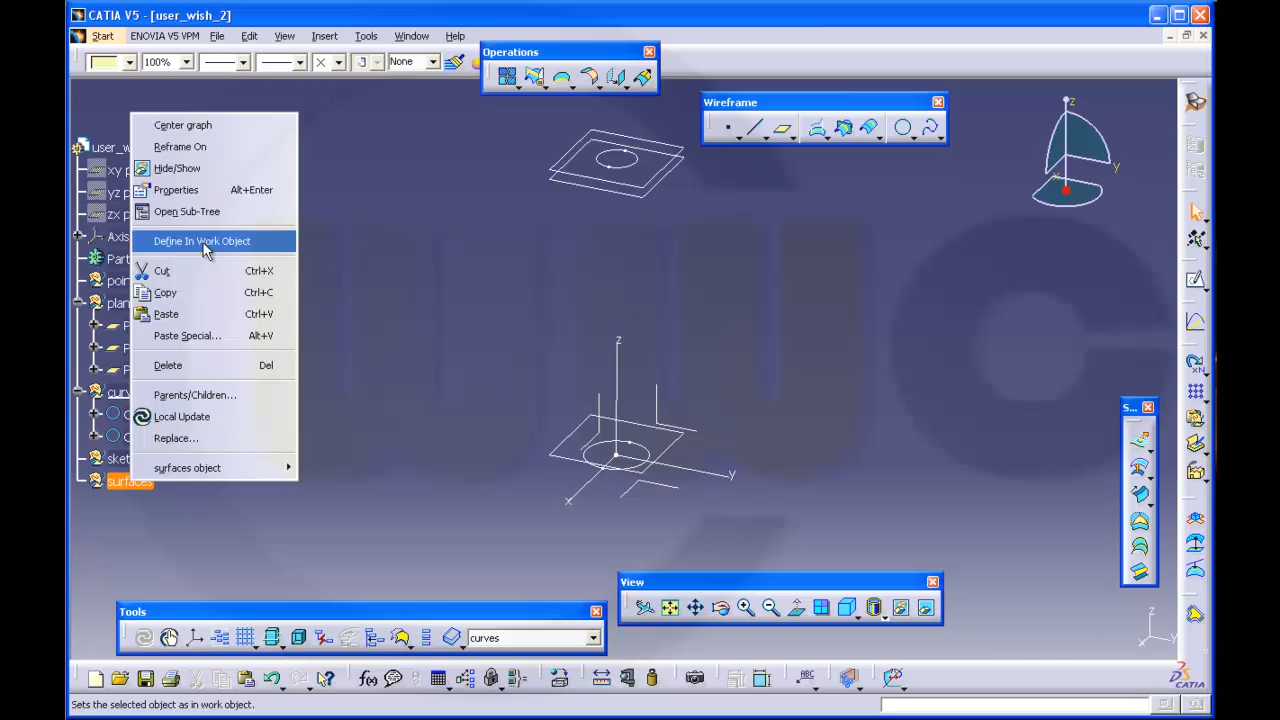 CATIA V5 - [user_wish_2]
Start ENOVIA V5 VPM File Edit View Insert Tools Window Help
Operations
100% None
Wireframe
z
y
x
user_w
xy p
yz p
zx p
Axis
Part
poin
plan
P
P
P
curv
C
C
sket
surfaces
Center graph
Reframe On
Hide/Show
Properties Alt+Enter
Open Sub-Tree
Define In Work Object
Cut Ctrl+X
Copy Ctrl+C
Paste Ctrl+V
Paste Special... Alt+V
Delete Del
Parents/Children...
Local Update
Replace...
surfaces object
z
y
x
S...
View
Tools
curves
z
x y
CATIA
Sets the selected object as in work object.